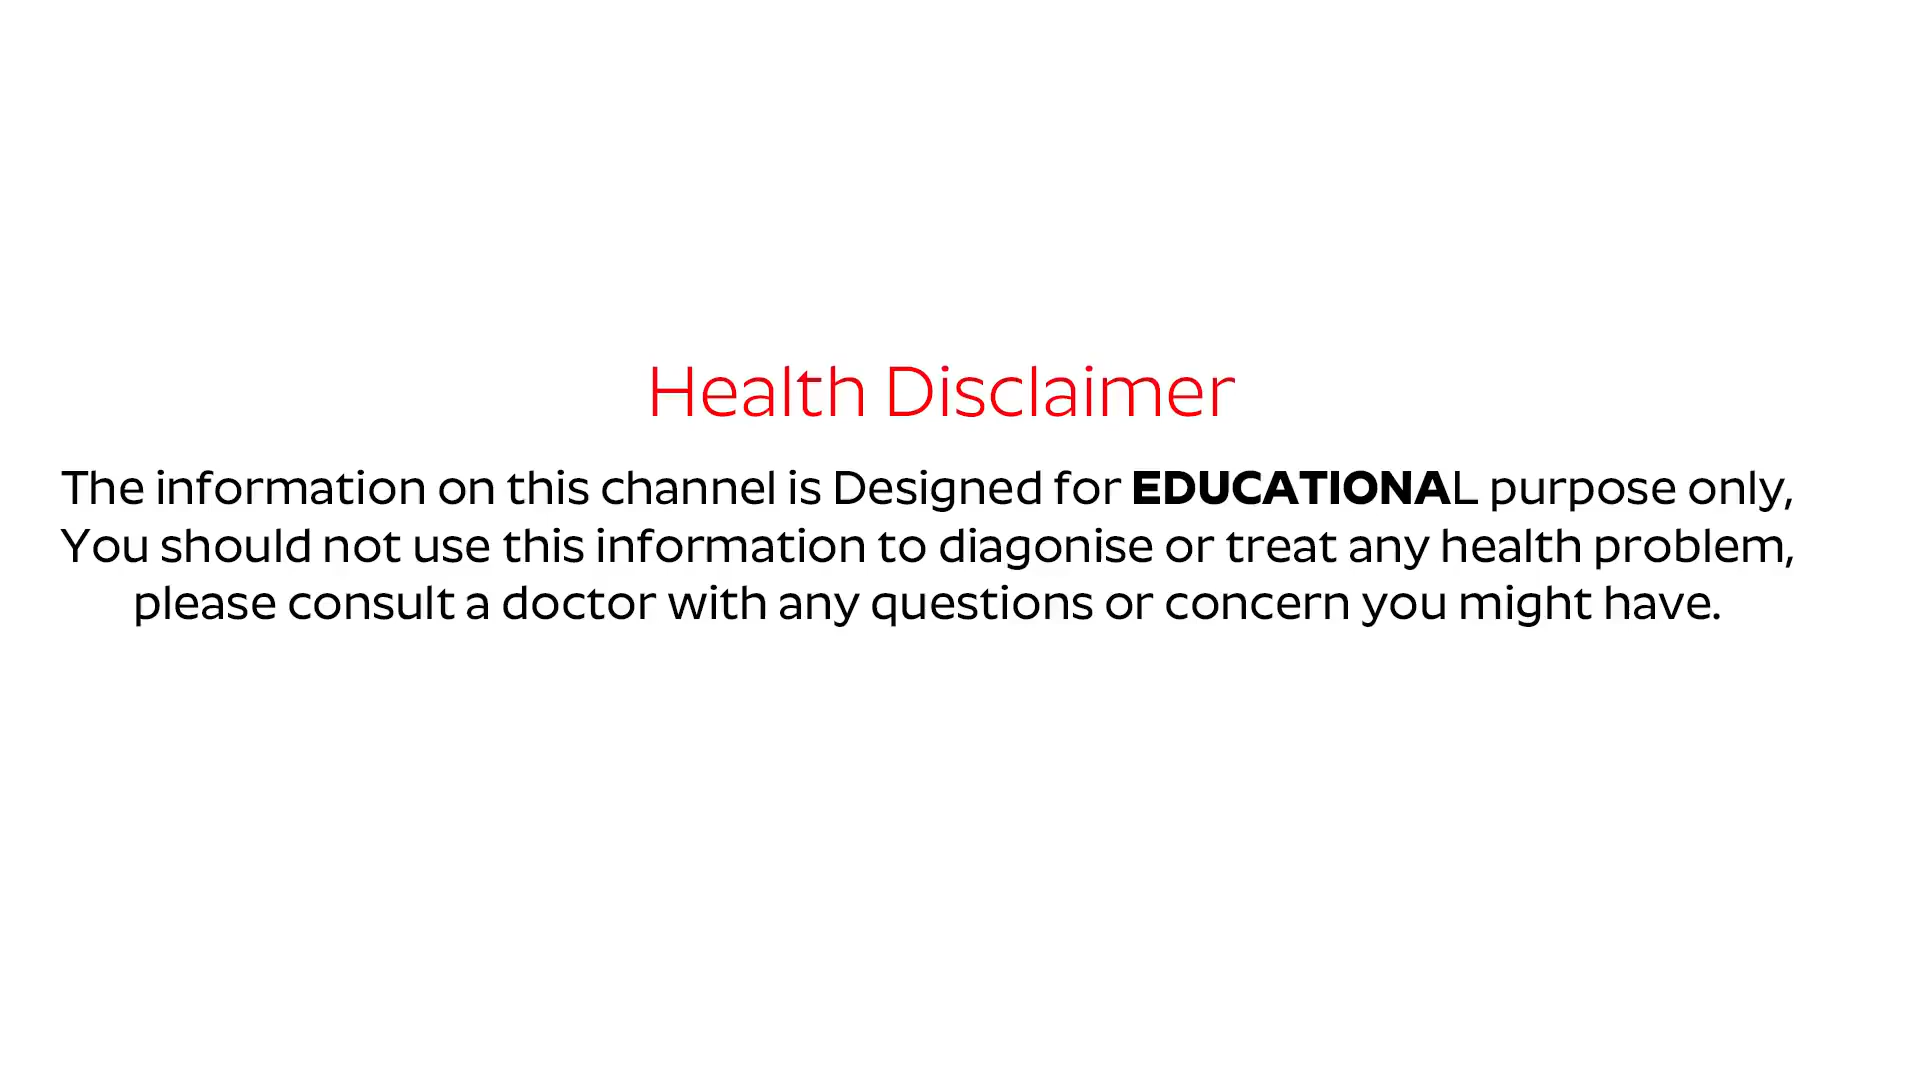 Health Disclaimer
The information on this channel is Designed for EDUCATIONAL purpose only,
You should not use this information to diagonise or treat any health problem,
please consult a doctor with any questions or concern you might have.